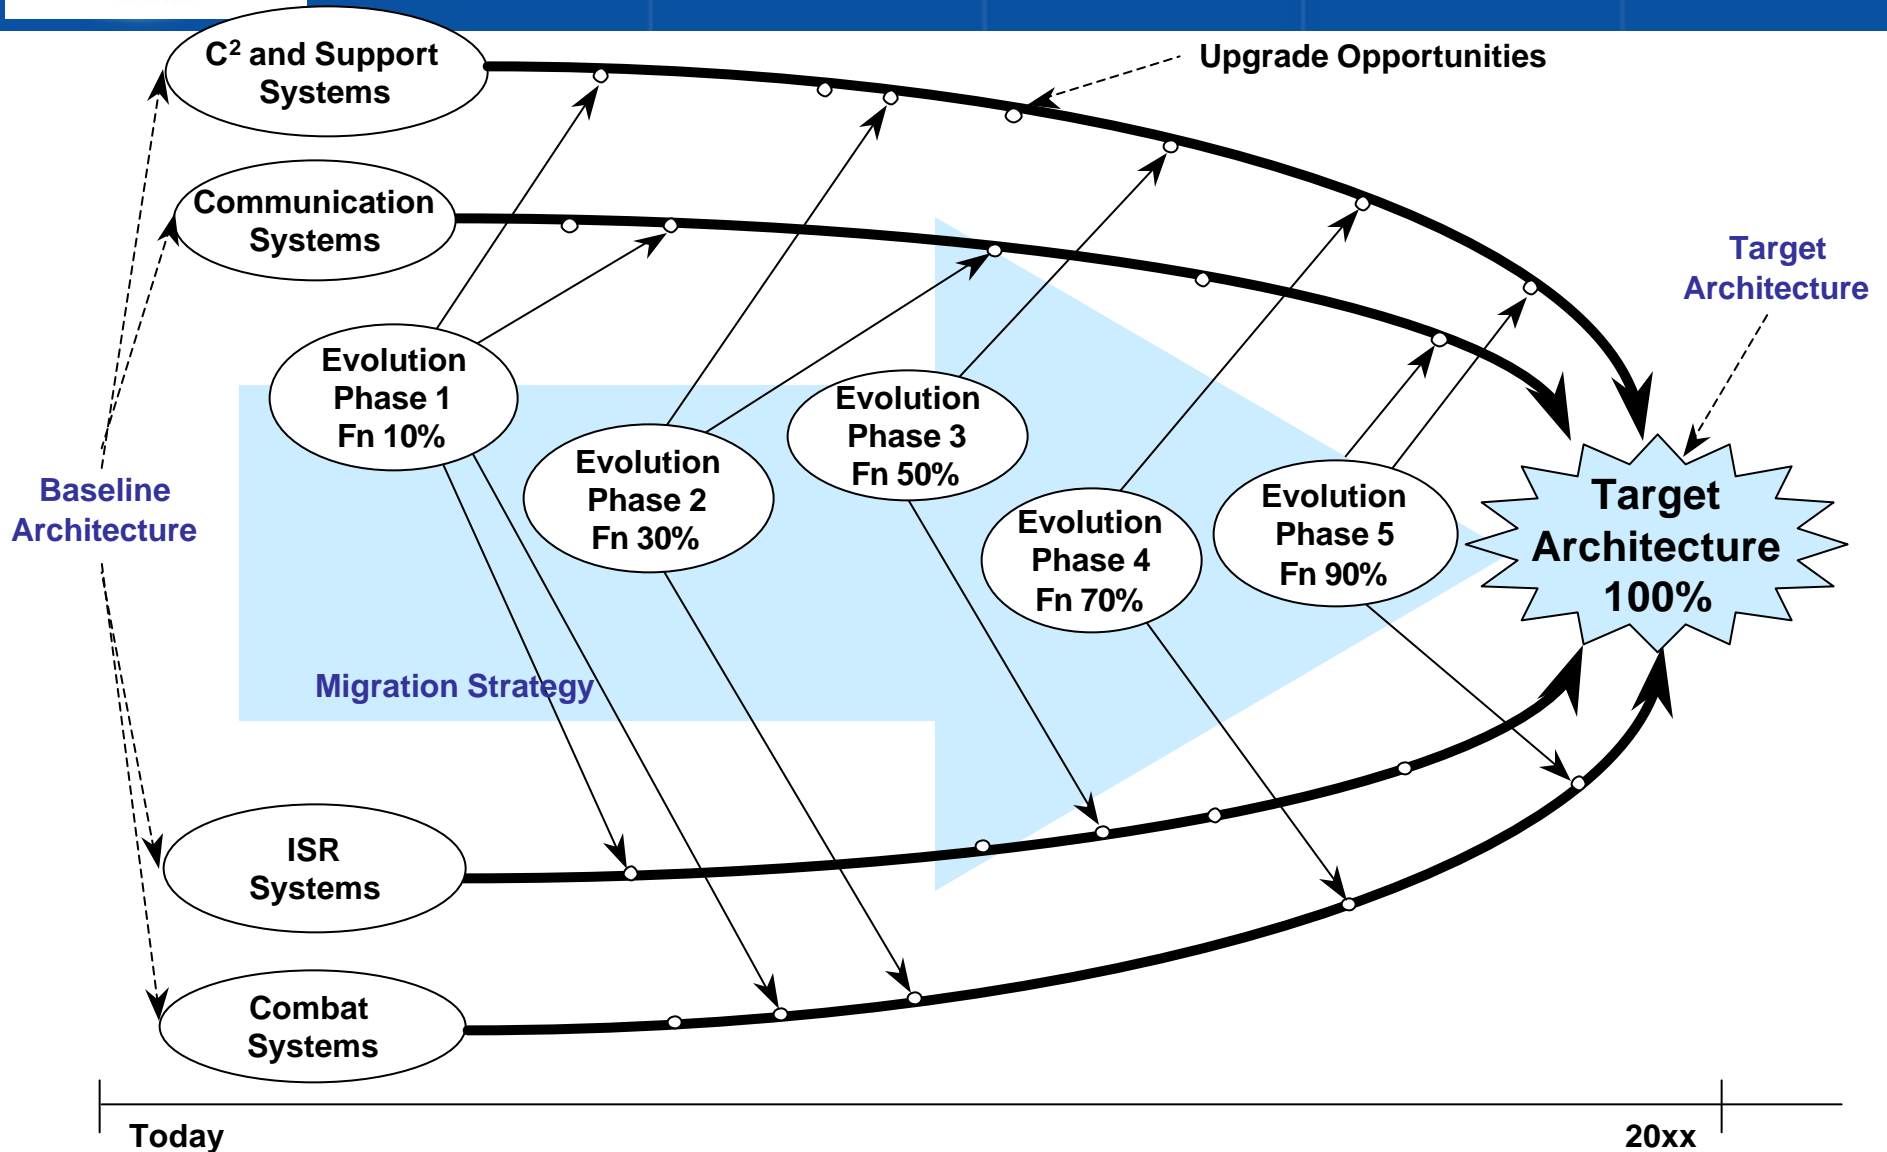 C² and Support
Systems
Upgrade Opportunities
Communication
Systems
Target
Architecture
Evolution
Phase 1
Fn 10%
Evolution
Phase 2
Fn 30%
Evolution
Phase 3
Fn 50%
Evolution
Phase 4
Fn 70%
Evolution
Phase 5
Fn 90%
Target
Architecture
100%
Baseline
Architecture
Migration Strategy
ISR
Systems
Combat
Systems
Today
20xx